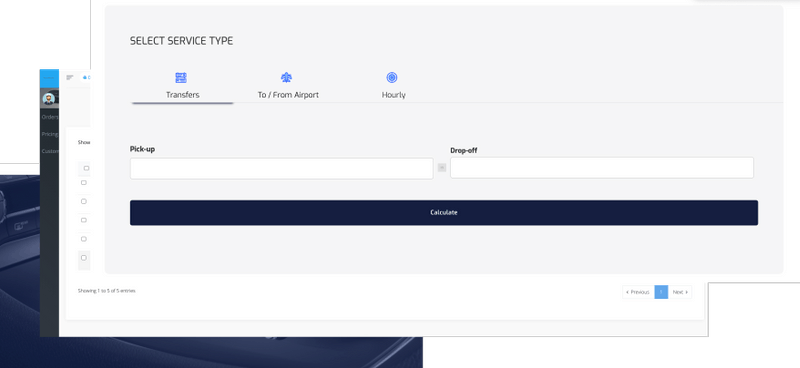 SELECT SERVICE TYPE
Transfers
To / From Airport
Hourly
Pick-up
Drop-off
Calculate
Orders
Pricing
Custom
Show
Showing 1 to 5 of 5 entries
Previous
1
Next